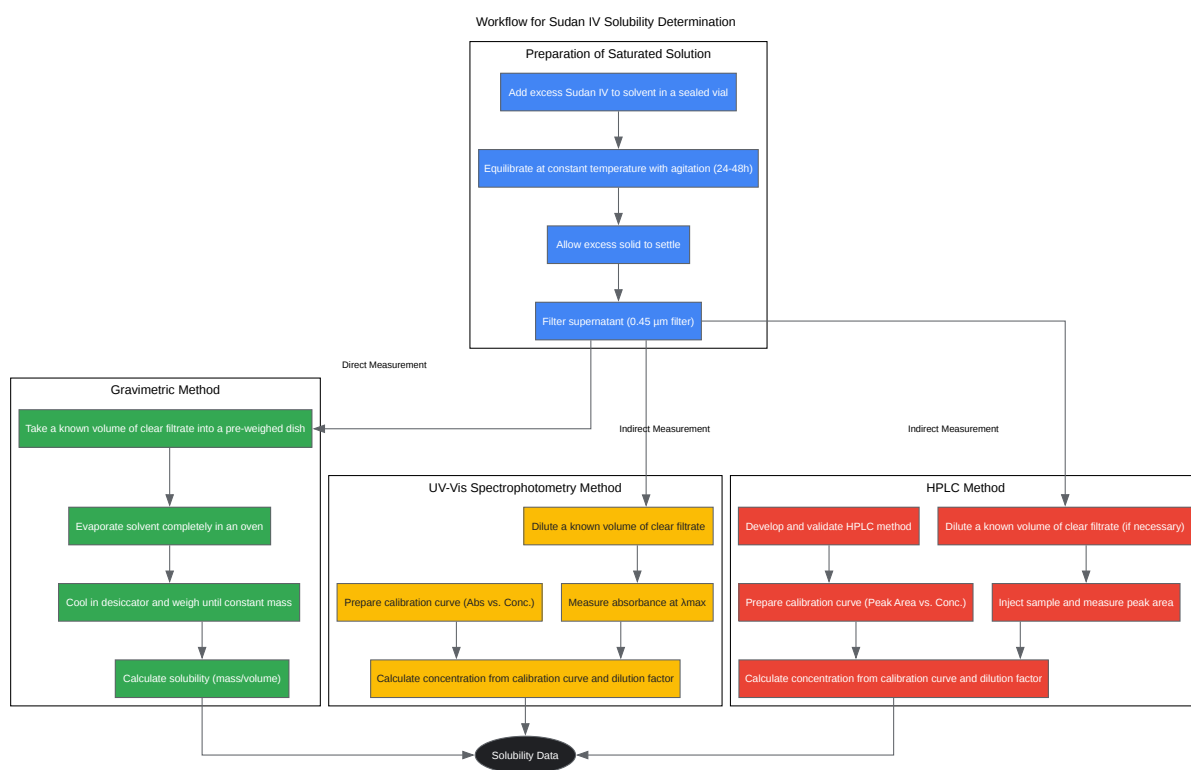 Workflow for Sudan IV Solubility Determination
Preparation of Saturated Solution
Add excess Sudan IV to solvent in a sealed vial
Equilibrate at constant temperature with agitation (24-48h)
Allow excess solid to settle
Filter supernatant (0.45 µm filter)
Direct Measurement
Indirect Measurement
Indirect Measurement
Gravimetric Method
Take a known volume of clear filtrate into a pre-weighed dish
Evaporate solvent completely in an oven
Cool in desiccator and weigh until constant mass
Calculate solubility (mass/volume)
UV-Vis Spectrophotometry Method
Dilute a known volume of clear filtrate
Prepare calibration curve (Abs vs. Conc.)
Measure absorbance at λmax
Calculate concentration from calibration curve and dilution factor
HPLC Method
Develop and validate HPLC method
Dilute a known volume of clear filtrate (if necessary)
Prepare calibration curve (Peak Area vs. Conc.)
Inject sample and measure peak area
Calculate concentration from calibration curve and dilution factor
Solubility Data